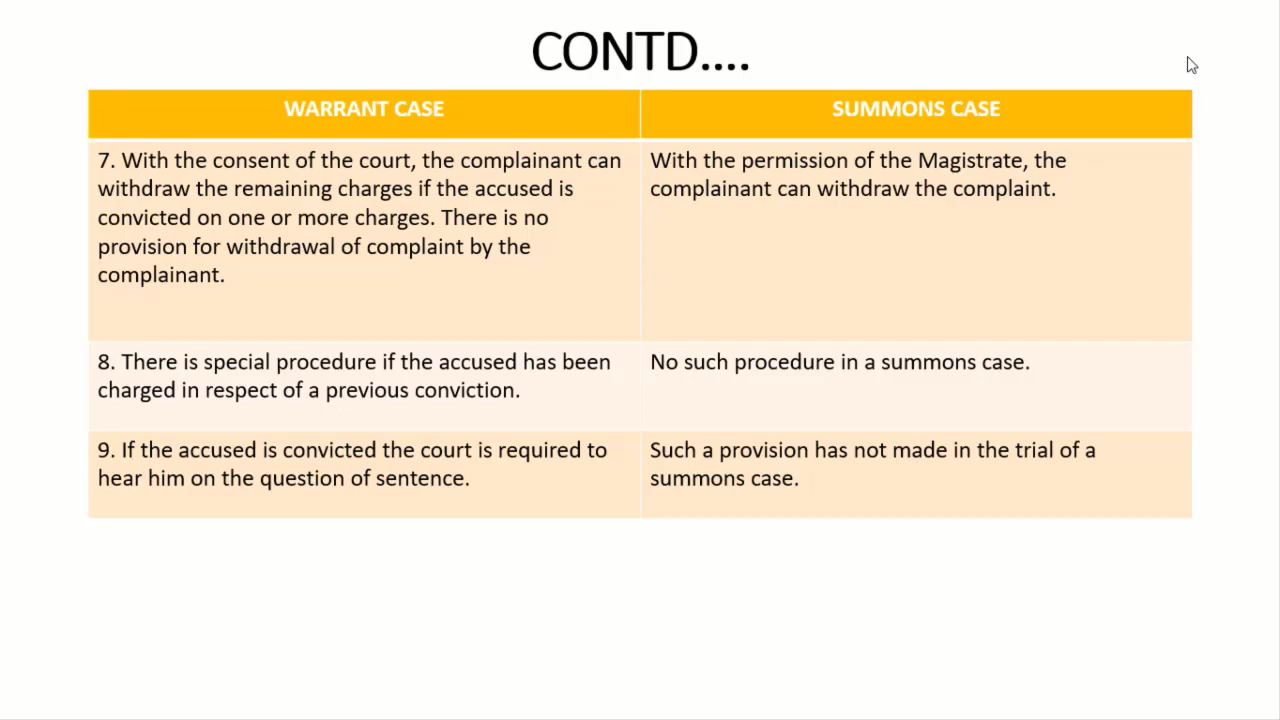 CONTD....
WARRANT CASE
SUMMONS CASE
7. With the consent of the court, the complainant can
withdraw the remaining charges if the accused is
convicted on one or more charges. There is no
provision for withdrawal of complaint by the
complainant.
With the permission of the Magistrate, the
complainant can withdraw the complaint.
8. There is special procedure if the accused has been
charged in respect of a previous conviction.
No such procedure in a summons case.
9. If the accused is convicted the court is required to
hear him on the question of sentence.
Such a provision has not made in the trial of a
summons case.